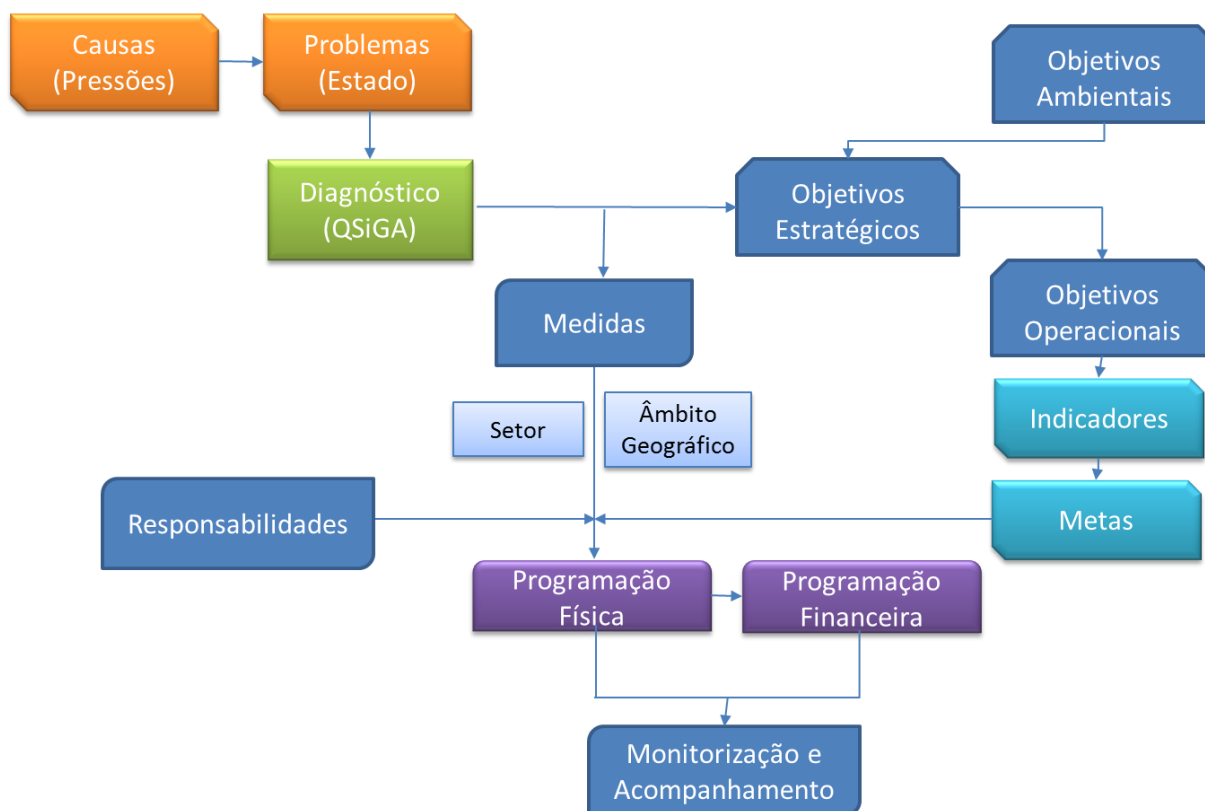 Causas
(Pressões)
Problemas
(Estado)
Objetivos
Ambientais
Diagnóstico
(QSiGA)
Objetivos
Estratégicos
Medidas
Objetivos
Operacionais
Setor
Âmbito
Geográfico
Indicadores
Responsabilidades
Metas
Programação
Física
Programação
Financeira
Monitorização e
Acompanhamento